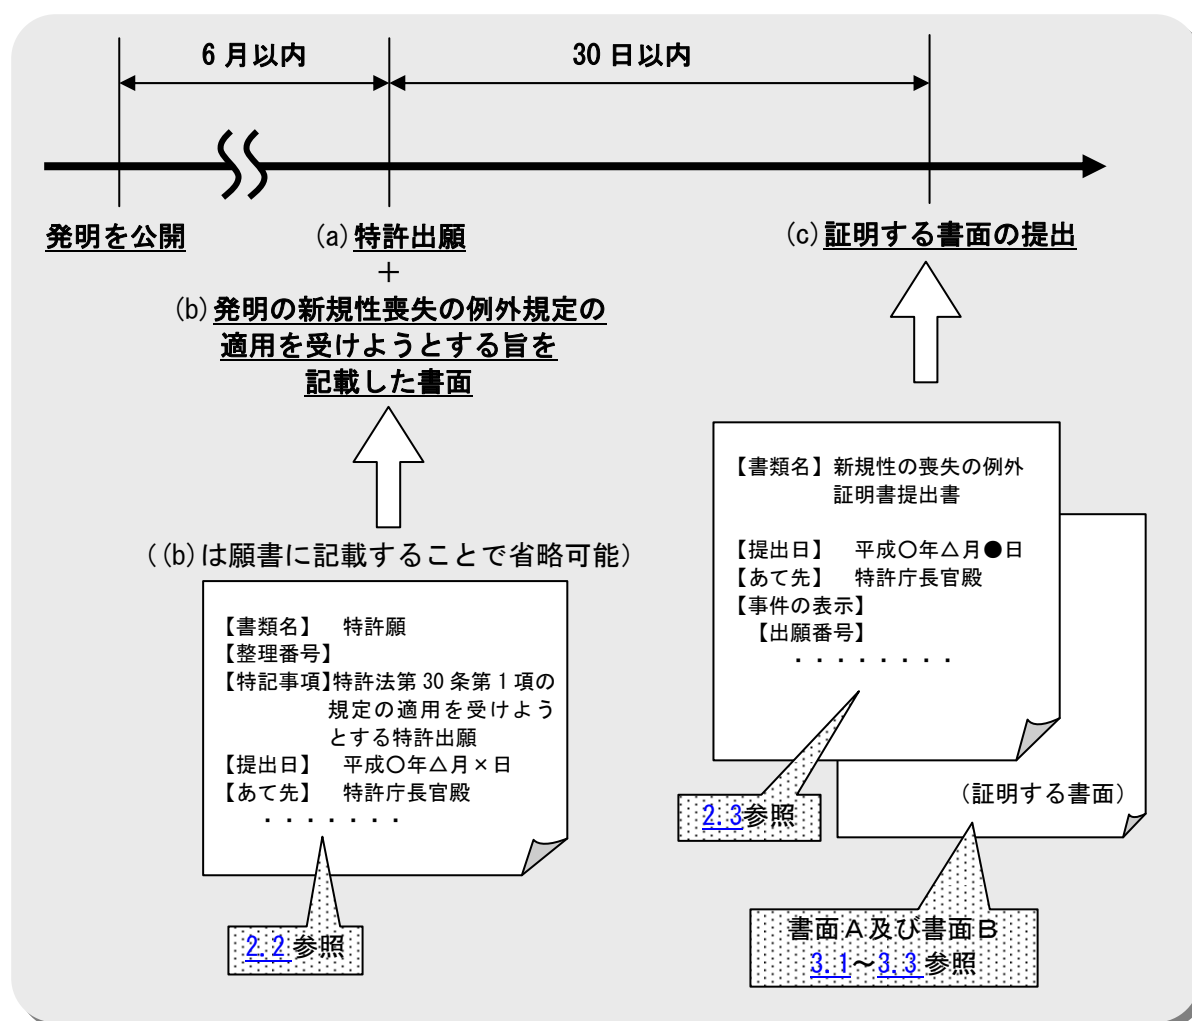 6月以内
30日以内
発明を公開
(a)特許出願
+
(b)発明の新規性喪失の例外規定の
適用を受けようとする旨を
記載した書面
(c)証明する書面の提出
((b)は願書に記載することで省略可能)
【書類名】 特許願
【整理番号】
【特記事項】特許法第30条第1項の
規定の適用を受けよう
とする特許出願
【提出日】 平成○年△月×日
【あて先】 特許庁長官殿
・・・・・・・
2.2参照
【書類名】新規性の喪失の例外
証明書提出書
【提出日】 平成○年△月●日
【あて先】 特許庁長官殿
【事件の表示】
【出願番号】
・・・・・・・・
2.3参照
(証明する書面)
書面A及び書面B
3.1~3.3参照